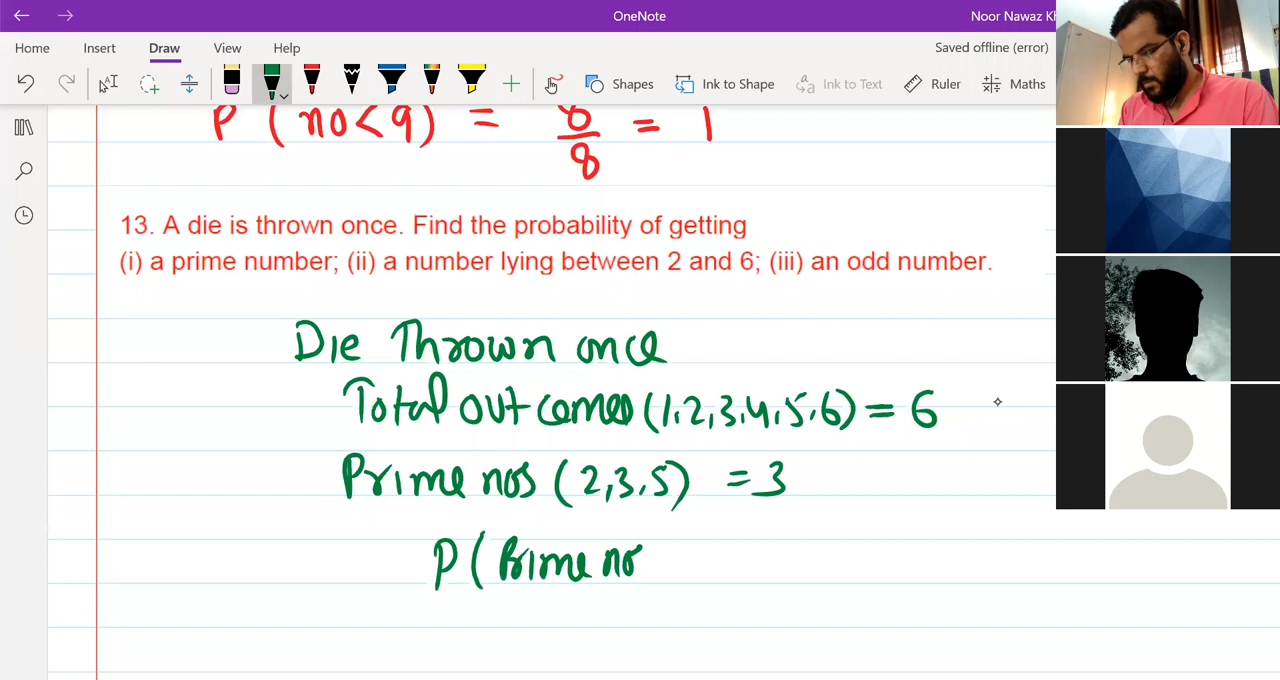 OneNote
Noor Nawaz Kh
Home Insert Draw View Help
Saved offline (error)
Shapes Ink to Shape Ink to Text Ruler Maths
P (no<9) = 8/8 = 1
13. A die is thrown once. Find the probability of getting
(i) a prime number; (ii) a number lying between 2 and 6; (iii) an odd number.
Die Thrown once
Total outcomes (1,2,3,4,5,6) = 6
Prime nos (2,3,5) = 3
P (Prime no